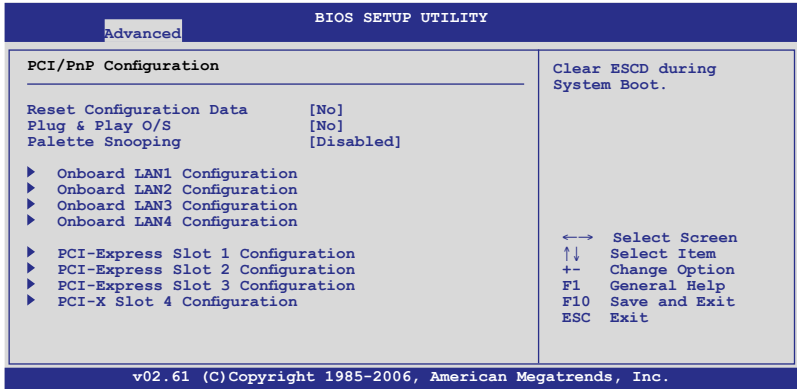 BIOS SETUP UTILITY
Advanced
PCI/PnP Configuration
Reset Configuration Data [No]
Plug & Play O/S [No]
Palette Snooping [Disabled]
Onboard LAN1 Configuration
Onboard LAN2 Configuration
Onboard LAN3 Configuration
Onboard LAN4 Configuration
PCI-Express Slot 1 Configuration
PCI-Express Slot 2 Configuration
PCI-Express Slot 3 Configuration
PCI-X Slot 4 Configuration
Clear ESCD during
System Boot.
←→ Select Screen
↑↓ Select Item
+- Change Option
F1 General Help
F10 Save and Exit
ESC Exit
v02.61 (C)Copyright 1985-2006, American Megatrends, Inc.